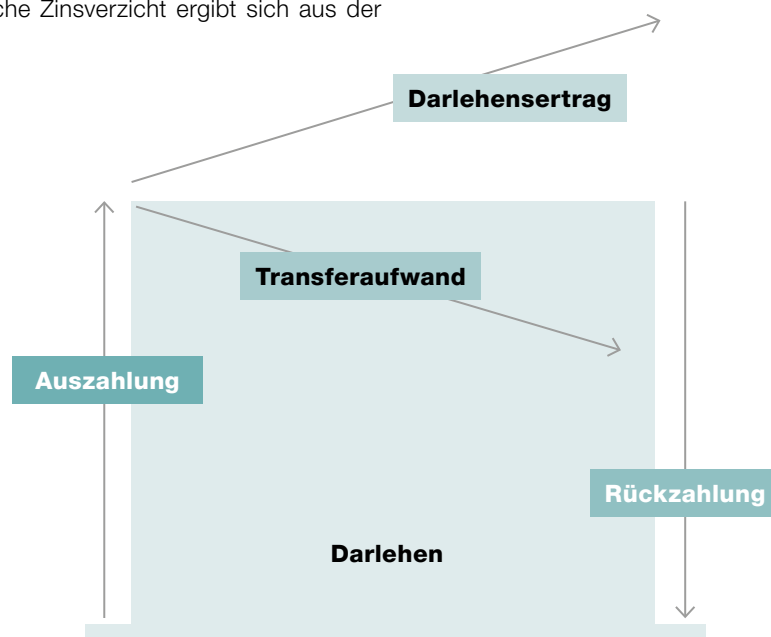 che Zinsverzicht ergibt sich aus der
Darlehensertrag
Transferaufwand
Auszahlung
Rückzahlung
Darlehen